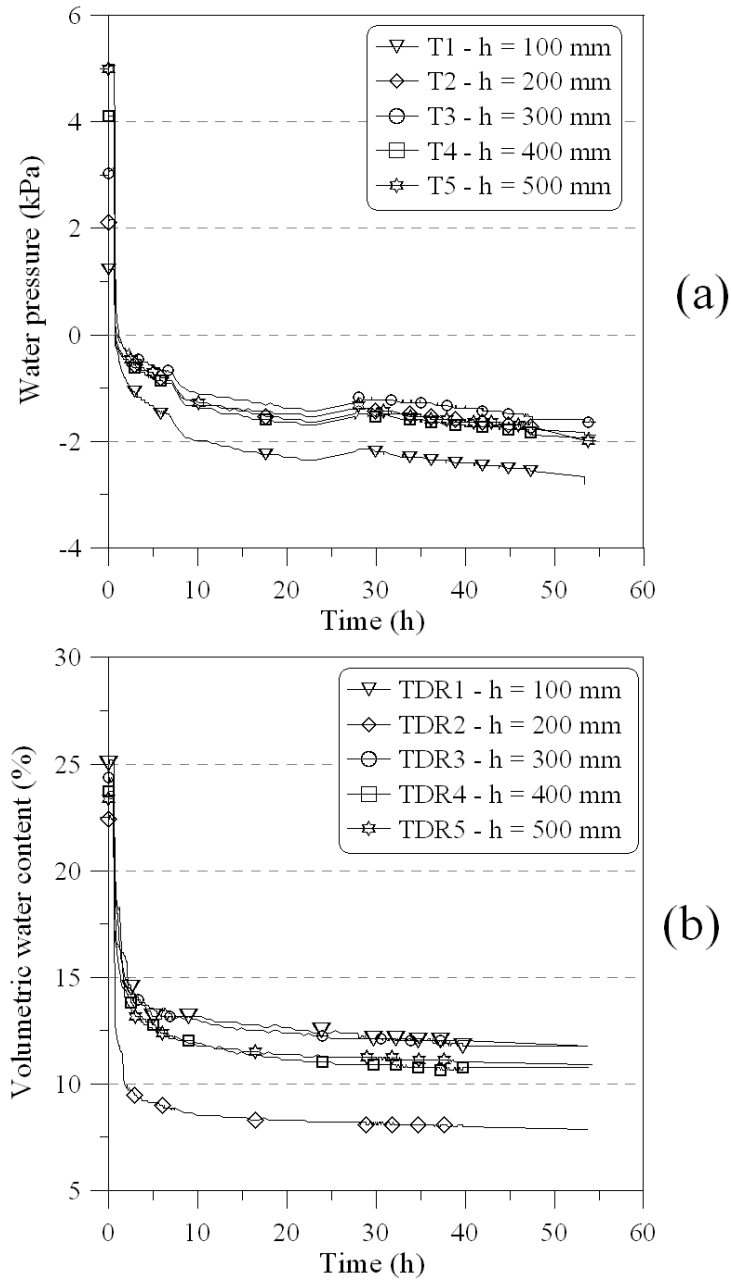 6
4
2
0
-2
-4
Water pressure (kPa)
T1 - h = 100 mm
T2 - h = 200 mm
T3 - h = 300 mm
T4 - h = 400 mm
T5 - h = 500 mm
(a)
0 10 20 30 40 50 60
Time (h)
30
25
20
15
10
5
Volumetric water content (%)
TDR1 - h = 100 mm
TDR2 - h = 200 mm
TDR3 - h = 300 mm
TDR4 - h = 400 mm
TDR5 - h = 500 mm
(b)
0 10 20 30 40 50 60
Time (h)